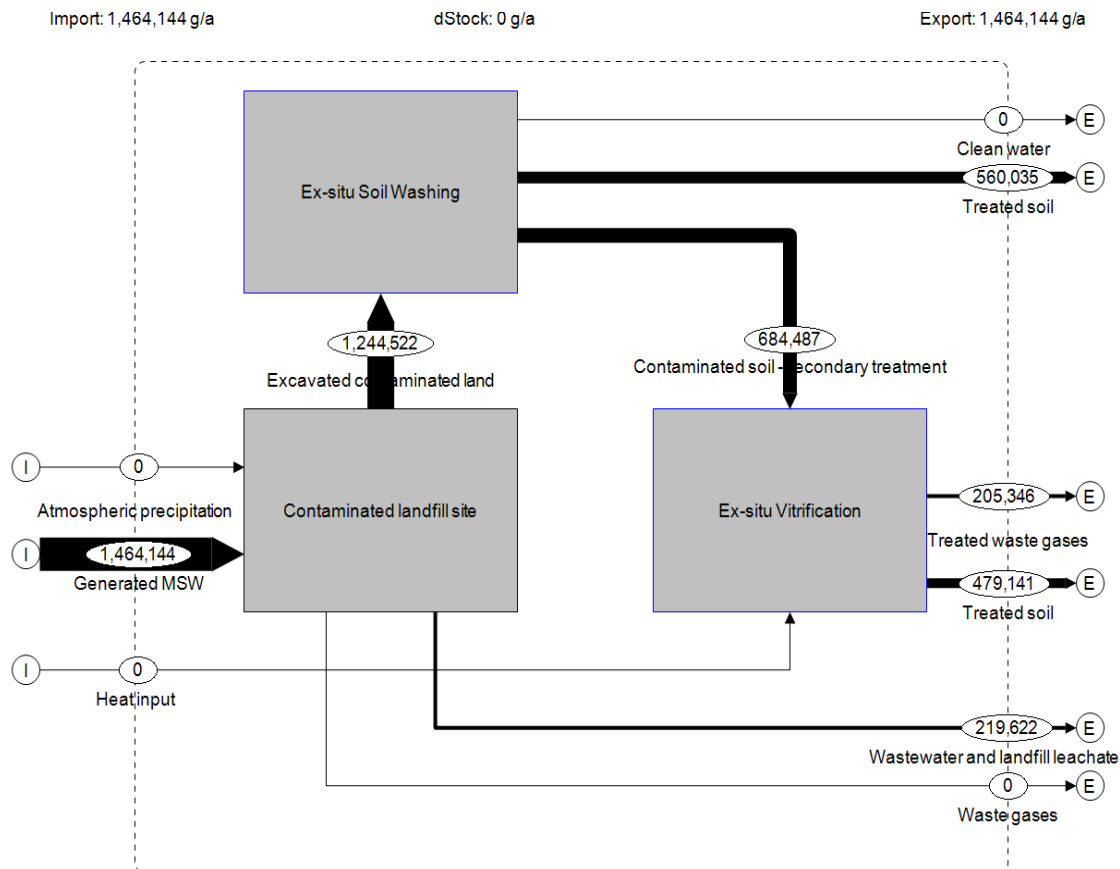 Import: 1,464,144 g/a
dStock: 0 g/a
Export: 1,464,144 g/a
0
E
Clean water
Ex-situ Soil Washing
560,035
E
Treated soil
1,244,522
Excavated contaminated land
684,487
Contaminated soil - secondary treatment
I
0
Atmospheric precipitation
Contaminated landfill site
Ex-situ Vitrification
205,346
E
Treated waste gases
I
1,464,144
Generated MSW
479,141
E
Treated soil
I
0
Heat input
219,622
E
Wastewater and landfill leachate
0
E
Waste gases